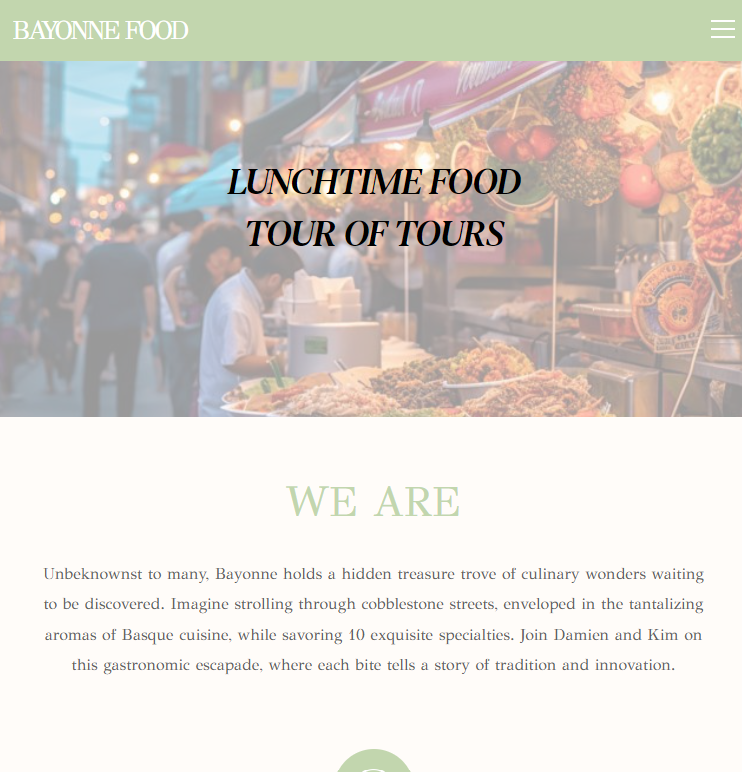 BAYONNE FOOD
LUNCHTIME FOOD
TOUR OF TOURS
WE ARE
Unbeknownst to many, Bayonne holds a hidden treasure trove of culinary wonders waiting
to be discovered. Imagine strolling through cobblestone streets, enveloped in the tantalizing
aromas of Basque cuisine, while savoring 10 exquisite specialties. Join Damien and Kim on
this gastronomic escapade, where each bite tells a story of tradition and innovation.